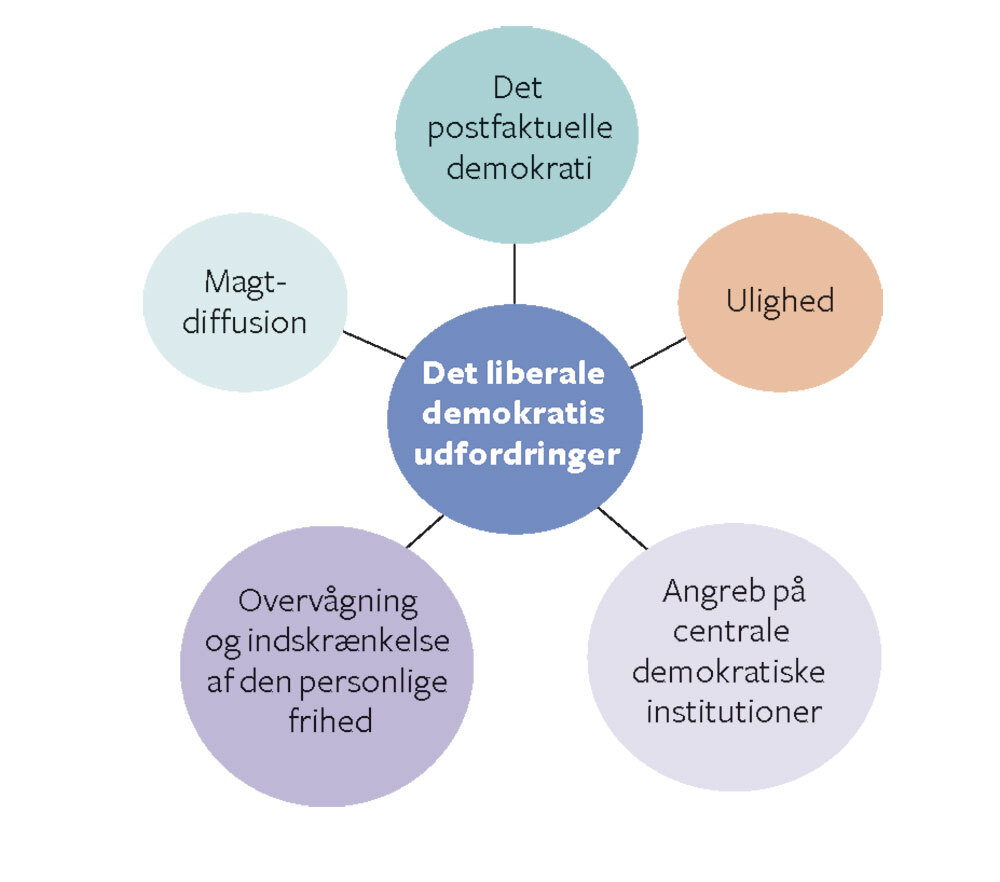 Det
postfaktuelle
demokrati
Magt-
diffusion
Ulighed
Det liberale
demokratis
udfordringer
Overvågning
og indskrænkelse
af den personlige
frihed
Angreb på
centrale
demokratiske
institutioner